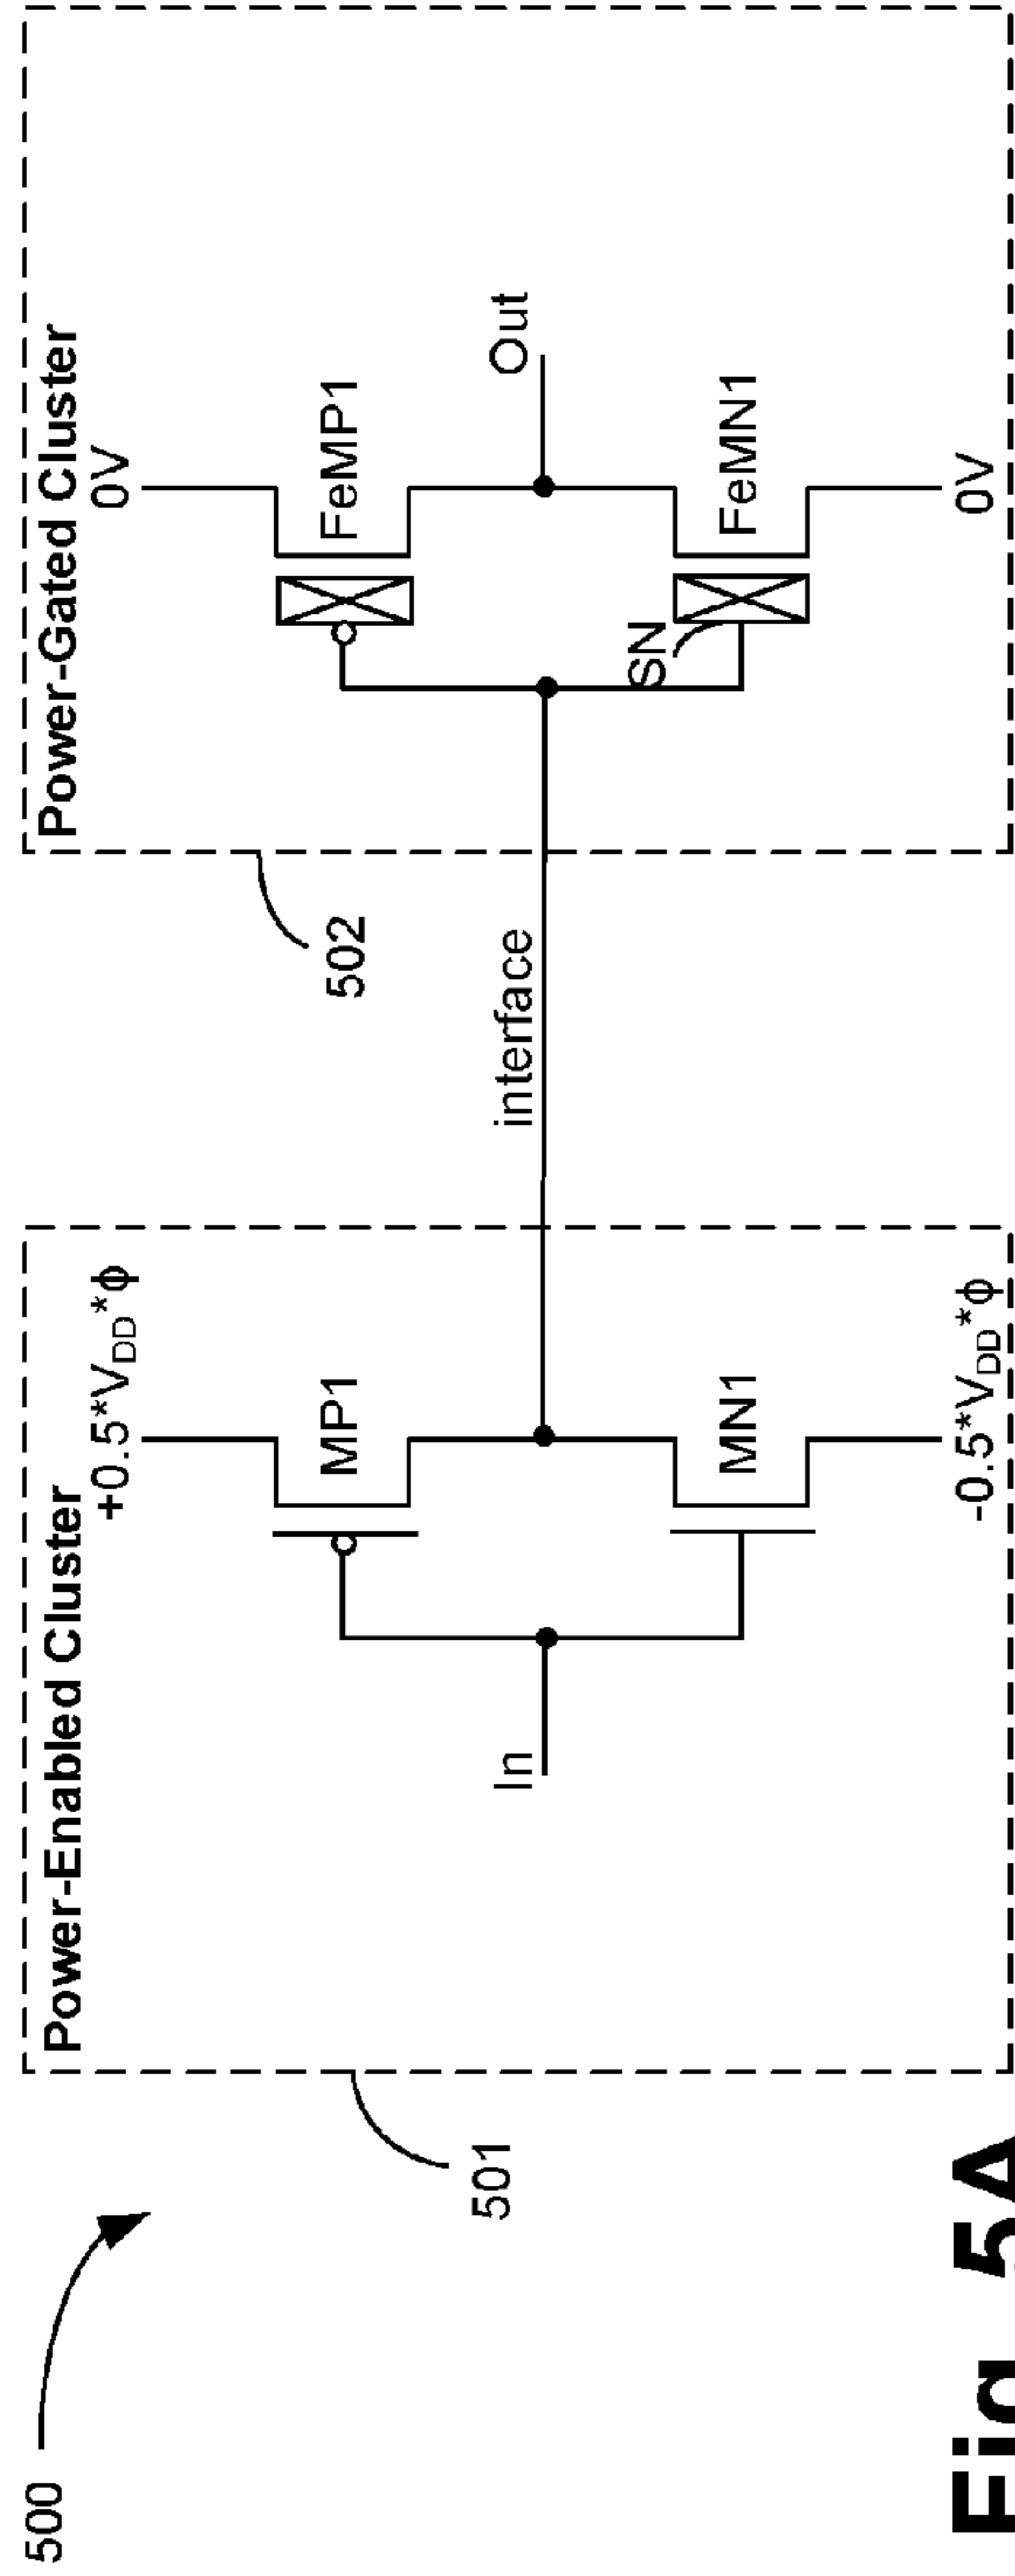 500
501
Power-Enabled Cluster
+0.5*VDD*ϕ
MP1
In
MN1
-0.5*VDD*ϕ
interface
502
Power-Gated Cluster
0V
FeMP1
Out
SN
FeMN1
0V
Fig. 5A